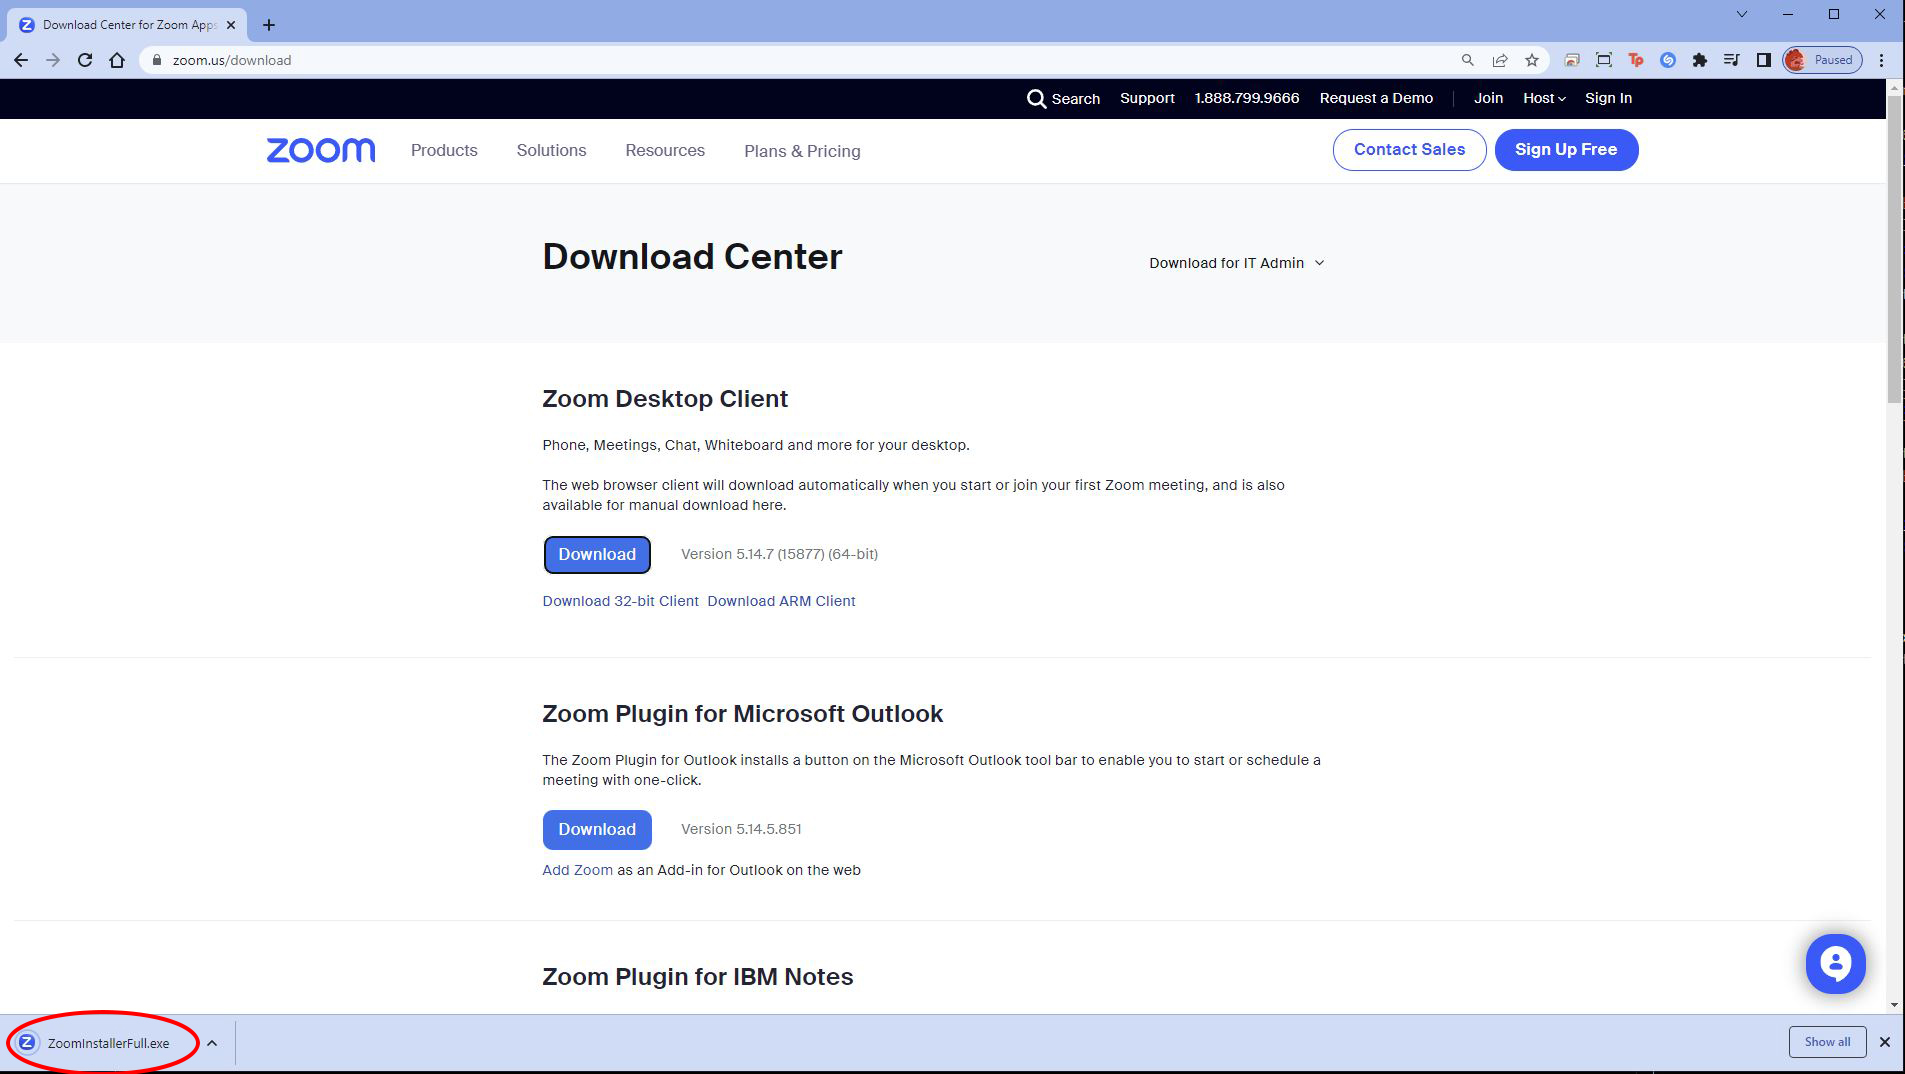 Download Center for Zoom Apps
zoom.us/download
Tp
Paused
Search Support 1.888.799.9666 Request a Demo Join Host Sign In
zoom Products Solutions Resources Plans & Pricing Contact Sales Sign Up Free
Download Center
Download for IT Admin
Zoom Desktop Client
Phone, Meetings, Chat, Whiteboard and more for your desktop.
The web browser client will download automatically when you start or join your first Zoom meeting, and is also
available for manual download here.
Download Version 5.14.7 (15877) (64-bit)
Download 32-bit Client Download ARM Client
Zoom Plugin for Microsoft Outlook
The Zoom Plugin for Outlook installs a button on the Microsoft Outlook tool bar to enable you to start or schedule a
meeting with one-click.
Download Version 5.14.5.851
Add Zoom as an Add-in for Outlook on the web
Zoom Plugin for IBM Notes
Z ZoomInstallerFull.exe
Show all